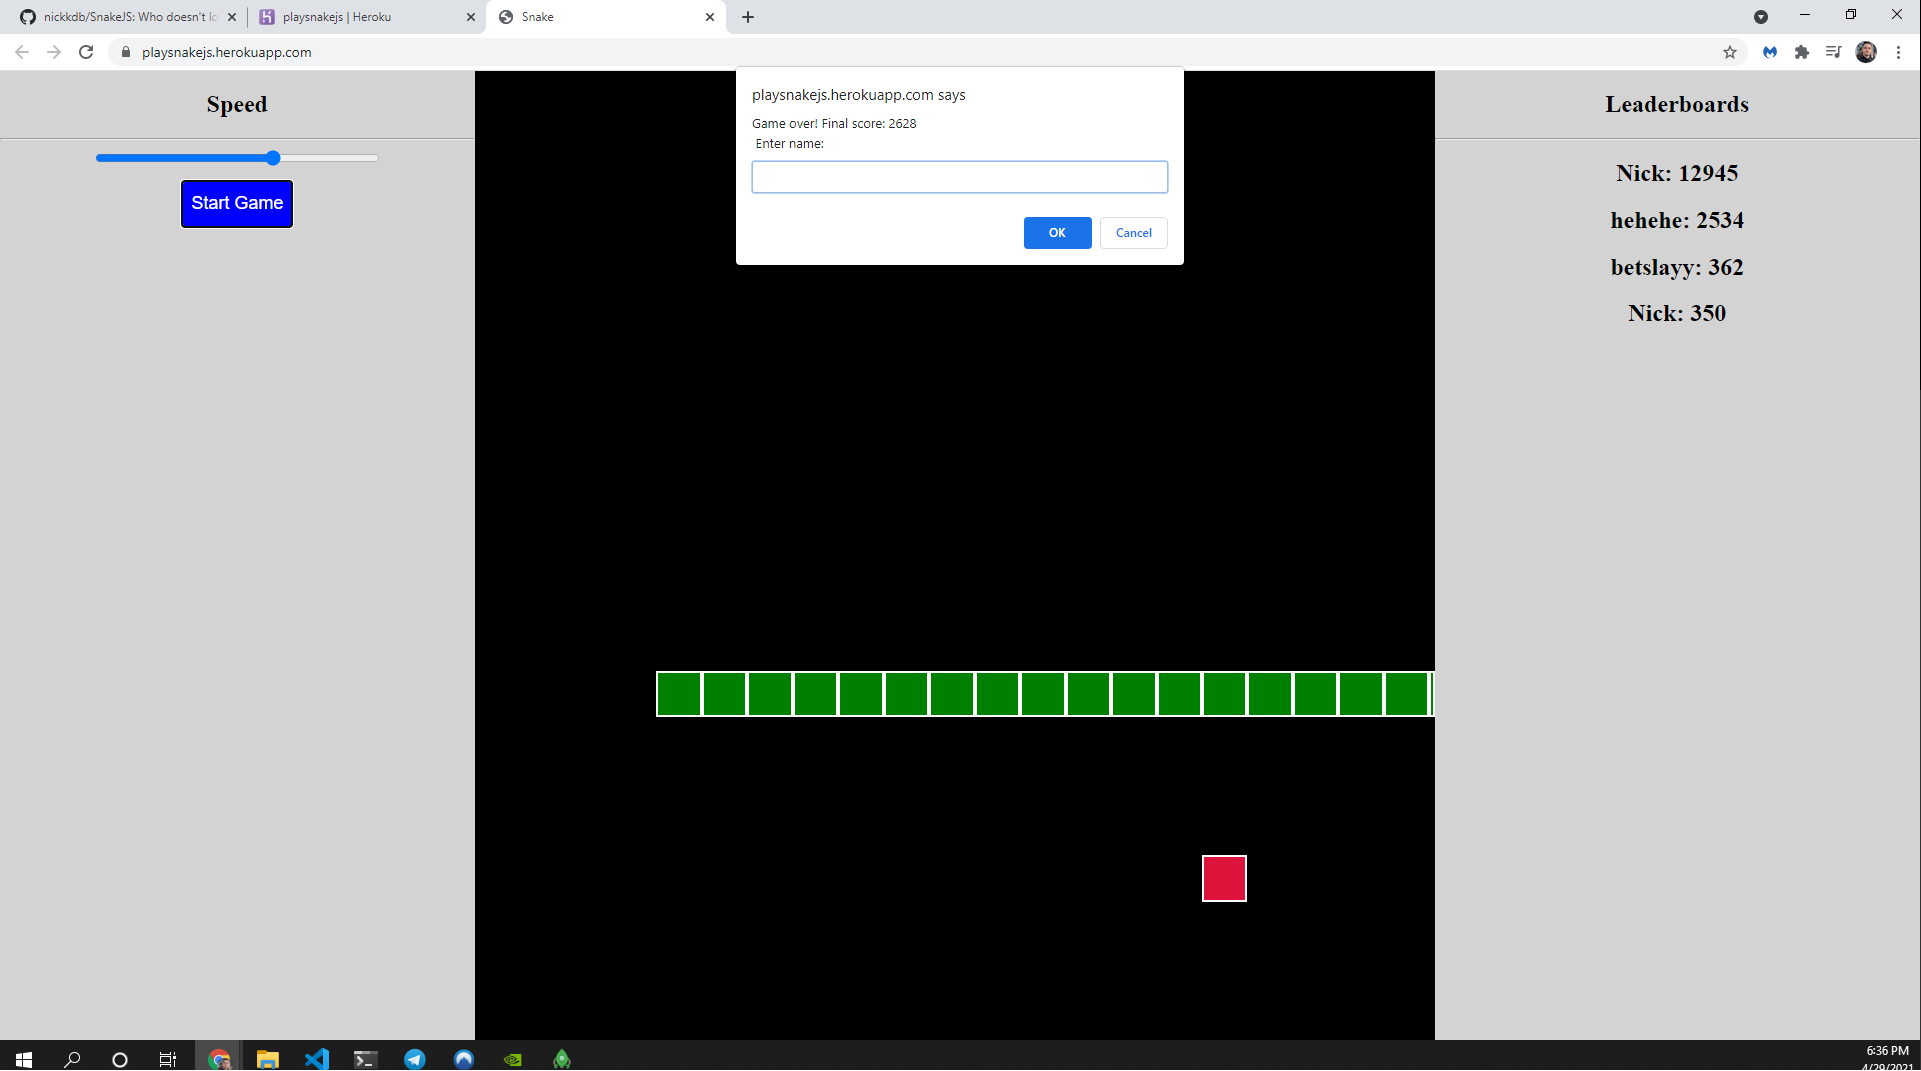 nickkdb/SnakeJS: Who doesn't lo
playsnakejs | Heroku
Snake
playsnakejs.herokuapp.com
Speed
Start Game
playsnakejs.herokuapp.com says
Game over! Final score: 2628
Enter name:
OK
Cancel
Leaderboards
Nick: 12945
hehehe: 2534
betslayy: 362
Nick: 350
6:36 PM
4/29/2021